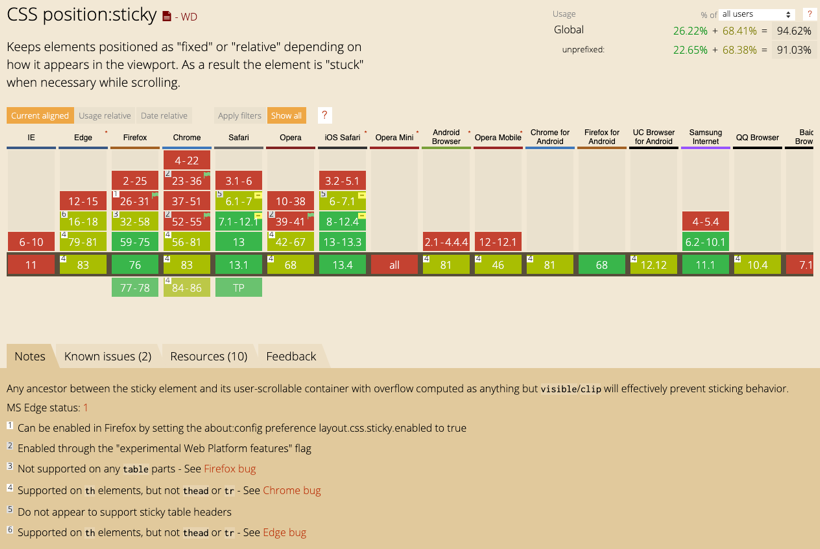 CSS position:sticky - WD
Usage % of all users ?
Global 26.22% + 68.41% = 94.62%
unprefixed: 22.65% + 68.38% = 91.03%
Keeps elements positioned as "fixed" or "relative" depending on
how it appears in the viewport. As a result the element is "stuck"
when necessary while scrolling.
Current aligned Usage relative Date relative Apply filters Show all ?
IE Edge * Firefox Chrome Safari Opera iOS Safari * Opera Mini * Android Browser * Opera Mobile * Chrome for Android Firefox for Android UC Browser for Android Samsung Internet QQ Browser Baid Brow
4-22
2-25 2 23-36 3.1-6 3.2-5.1
12-15 1 26-31 37-51 5 6.1-7 10-38 5 6-7.1
6 16-18 3 32-58 2 52-55 7.1-12.1 2 39-41 8-12.4 4-5.4
6-10 4 79-81 59-75 4 56-81 13 4 42-67 13-13.3 2.1-4.4.4 12-12.1 6.2-10.1
11 4 83 76 4 83 13.1 4 68 13.4 all 4 81 4 46 4 81 68 4 12.12 11.1 4 10.4 7.1
77-78 4 84-86 TP
Notes Known issues (2) Resources (10) Feedback
Any ancestor between the sticky element and its user-scrollable container with overflow computed as anything but visible/clip will effectively prevent sticking behavior.
MS Edge status: 1
1 Can be enabled in Firefox by setting the about:config preference layout.css.sticky.enabled to true
2 Enabled through the "experimental Web Platform features" flag
3 Not supported on any table parts - See Firefox bug
4 Supported on th elements, but not thead or tr - See Chrome bug
5 Do not appear to support sticky table headers
6 Supported on th elements, but not thead or tr - See Edge bug